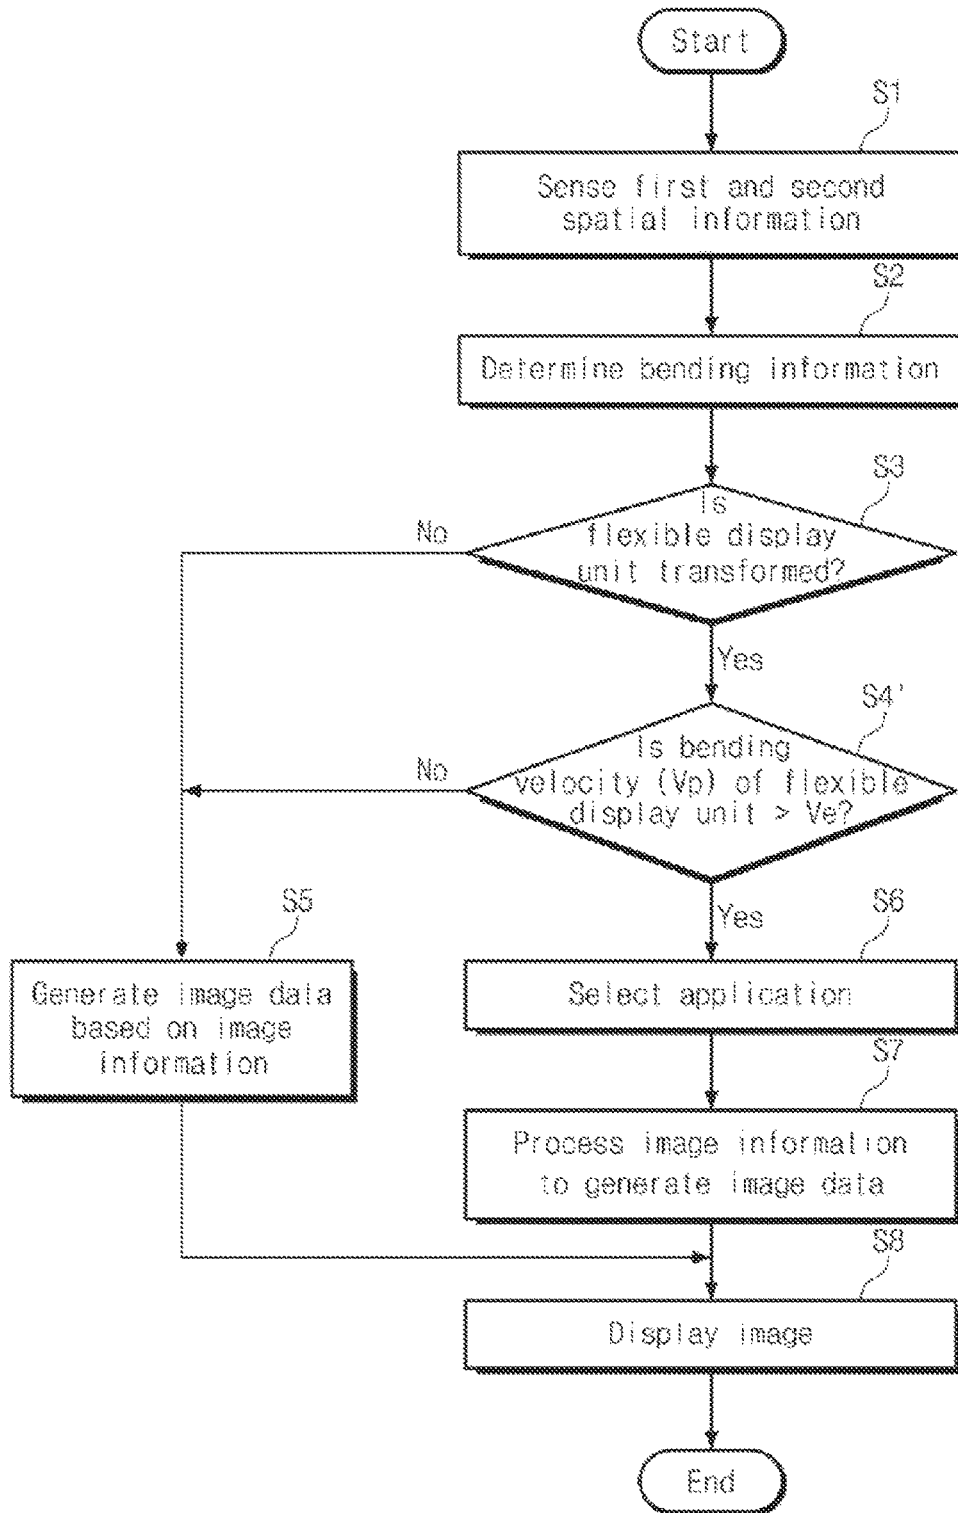 Start
S1
Sense first and second
spatial information
S2
Determine bending information
S3
Is
flexible display
unit transformed?
No
Yes
S4'
Is bending
velocity (Vp) of flexible
display unit > Ve?
No
Yes
S5
Generate image data
based on image
information
S6
Select application
S7
Process image information
to generate image data
S8
Display image
End